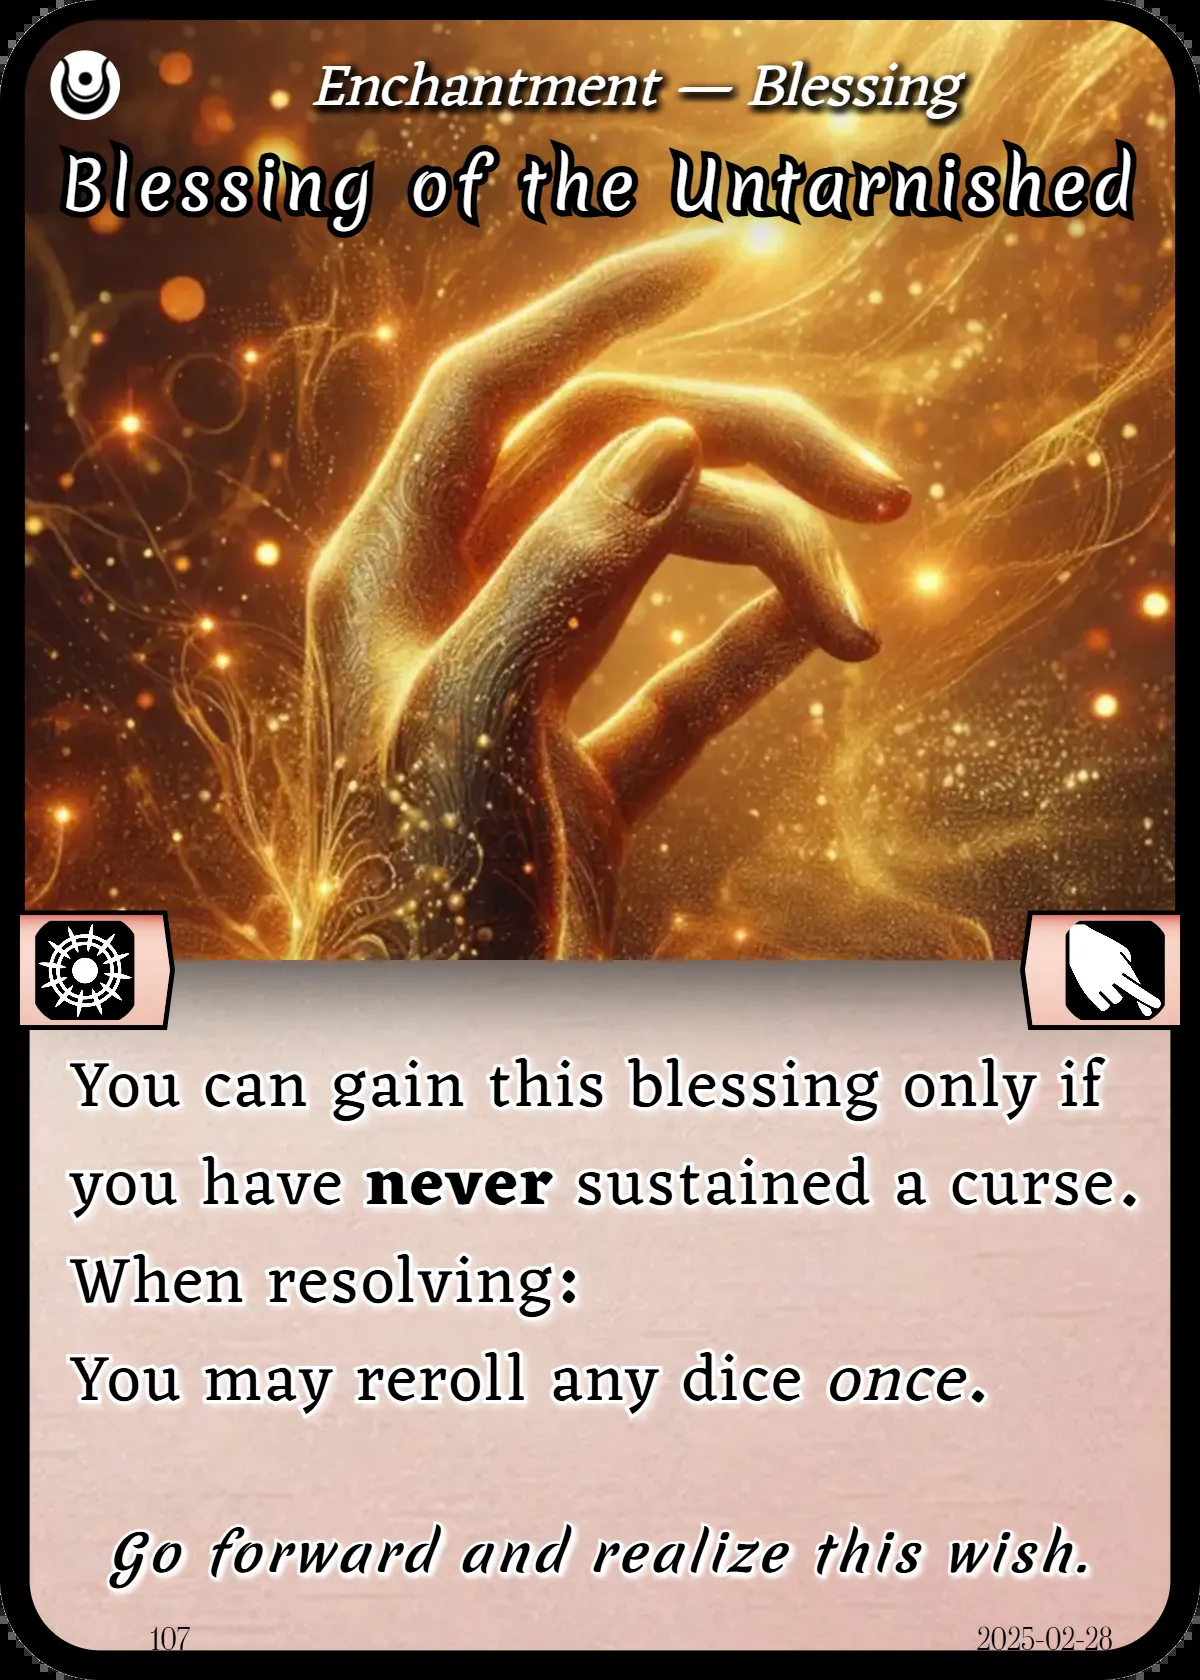 Enchantment — Blessing
Blessing of the Untarnished
You can gain this blessing only if
you have never sustained a curse.
When resolving:
You may reroll any dice once.
Go forward and realize this wish.
107
2025-02-28